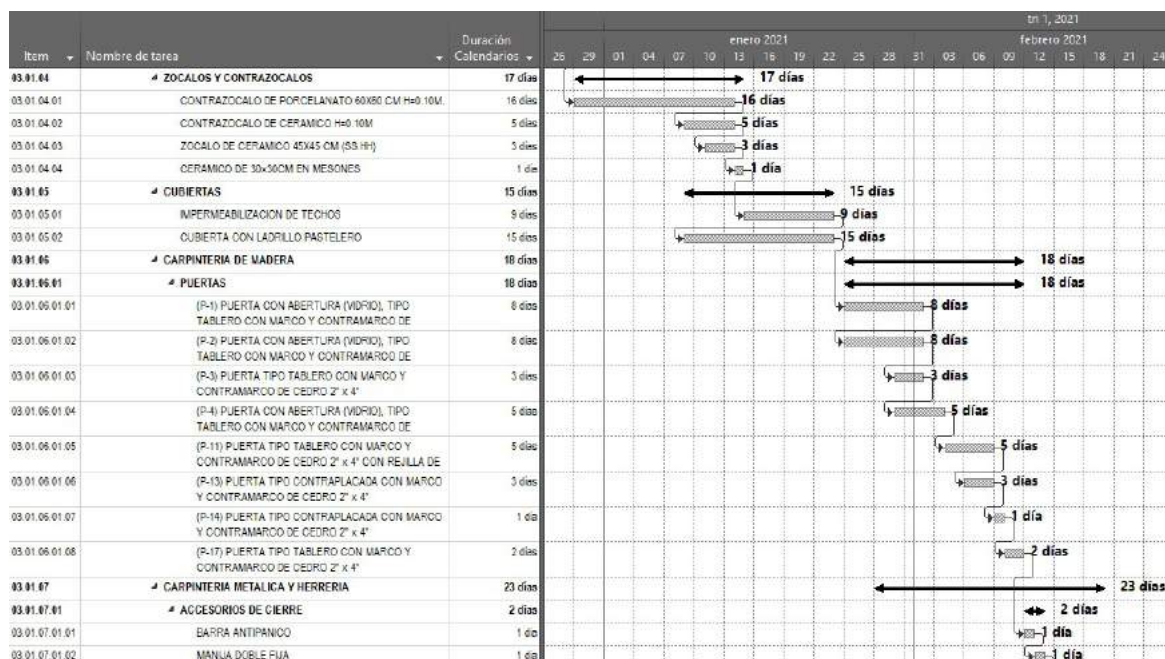 tri 1, 2021
enero 2021 febrero 2021
Item Nombre de tarea Duración Calendarios
26 29 01 04 07 10 13 16 19 22 25 28 31 03 06 09 12 15 18 21 24
03.01.04 ZOCALOS Y CONTRAZOCALOS 17 días 17 días
03.01.04.01 CONTRAZOCALO DE PORCELANATO 60X60 CM H=0.10M. 16 días 16 días
03.01.04.02 CONTRAZOCALO DE CERAMICO H=0.10M 5 días 5 días
03.01.04.03 ZOCALO DE CERAMICO 45X45 CM (SS.HH) 3 días 3 días
03.01.04.04 CERAMICO DE 30x30CM EN MESONES 1 día 1 día
03.01.05 CUBIERTAS 15 días 15 días
03.01.05.01 IMPERMEABILIZACION DE TECHOS 9 días 9 días
03.01.05.02 CUBIERTA CON LADRILLO PASTELERO 15 días 15 días
03.01.06 CARPINTERIA DE MADERA 18 días 18 días
03.01.06.01 PUERTAS 18 días 18 días
03.01.06.01.01 (P-1) PUERTA CON ABERTURA (VIDRIO), TIPO 8 días 8 días
TABLERO CON MARCO Y CONTRAMARCO DE
03.01.06.01.02 (P-2) PUERTA CON ABERTURA (VIDRIO), TIPO 8 días 8 días
TABLERO CON MARCO Y CONTRAMARCO DE
03.01.06.01.03 (P-3) PUERTA TIPO TABLERO CON MARCO Y 3 días 3 días
CONTRAMARCO DE CEDRO 2" x 4"
03.01.06.01.04 (P-4) PUERTA CON ABERTURA (VIDRIO), TIPO 5 días 5 días
TABLERO CON MARCO Y CONTRAMARCO DE
03.01.06.01.05 (P-11) PUERTA TIPO TABLERO CON MARCO Y 5 días 5 días
CONTRAMARCO DE CEDRO 2" x 4" CON REJILLA DE
03.01.06.01.06 (P-13) PUERTA TIPO CONTRAPLACADA CON MARCO 3 días 3 días
Y CONTRAMARCO DE CEDRO 2" x 4"
03.01.06.01.07 (P-14) PUERTA TIPO CONTRAPLACADA CON MARCO 1 día 1 día
Y CONTRAMARCO DE CEDRO 2" x 4"
03.01.06.01.08 (P-17) PUERTA TIPO TABLERO CON MARCO Y 2 días 2 días
CONTRAMARCO DE CEDRO 2" x 4"
03.01.07 CARPINTERIA METALICA Y HERRERIA 23 días 23 días
03.01.07.01 ACCESORIOS DE CIERRE 2 días 2 días
03.01.07.01.01 BARRA ANTIPANICO 1 día 1 día
03.01.07.01.02 MANIJA DOBLE FIJA 1 día 1 día